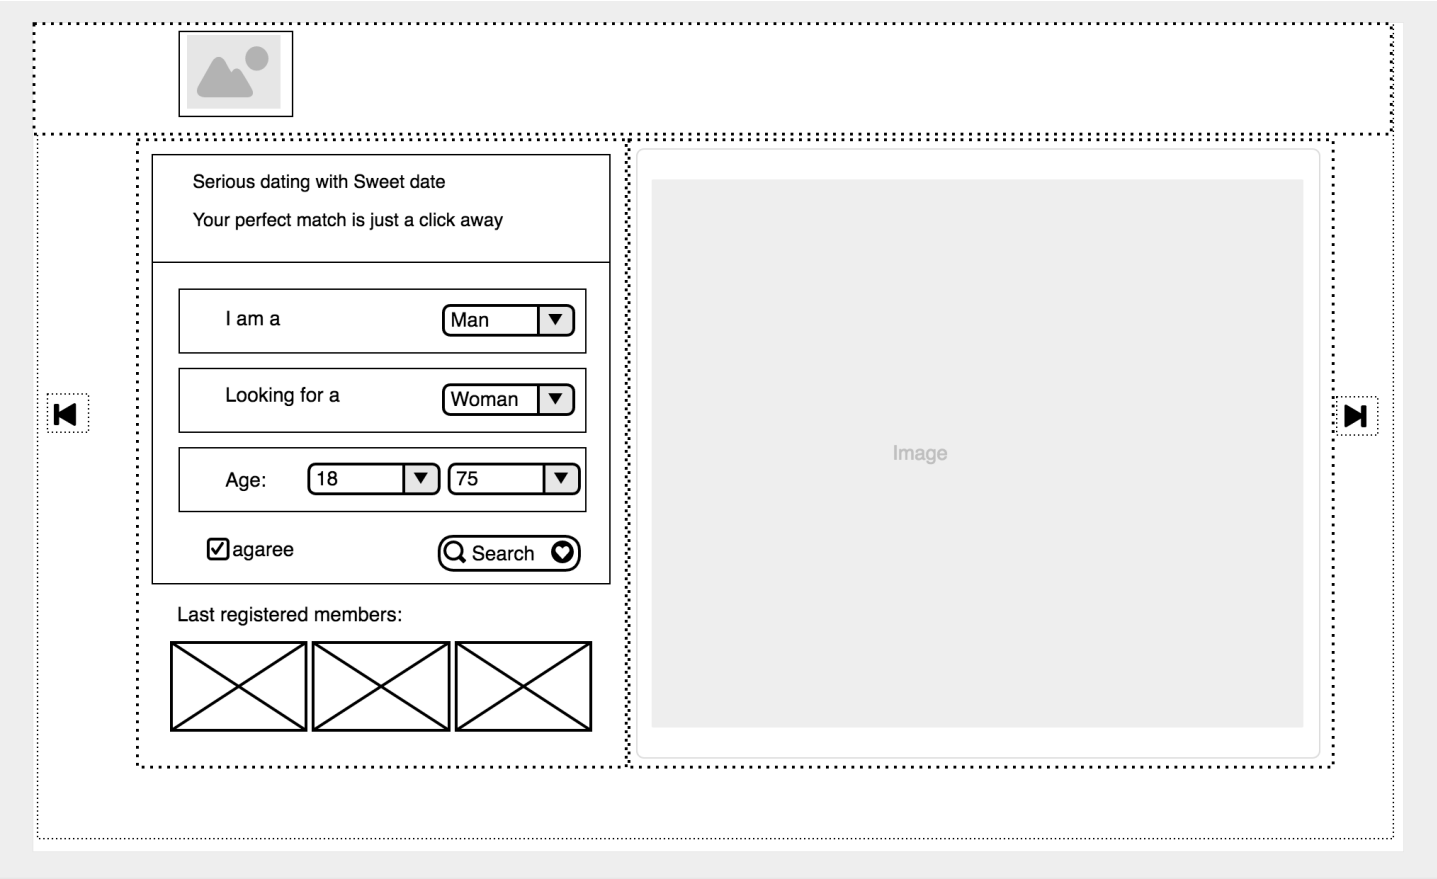 Serious dating with Sweet date
Your perfect match is just a click away
I am a
Man
Looking for a
Woman
Age:
18
75
agaree
Search
Last registered members:
Image